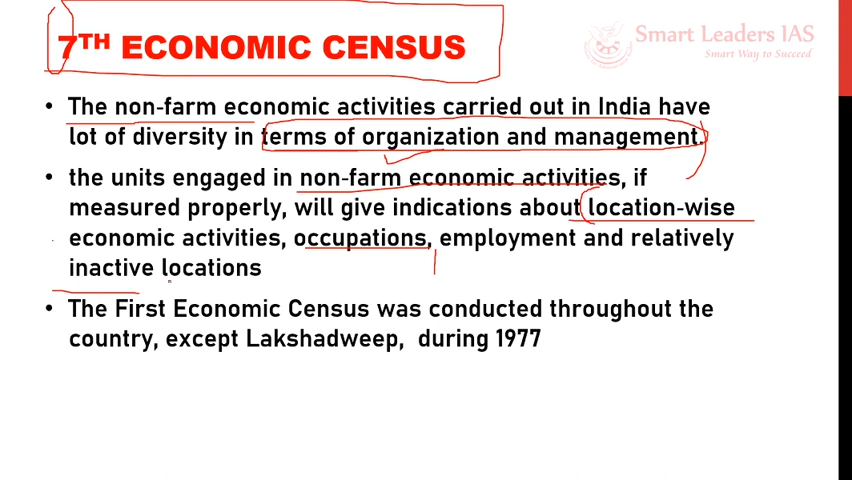 7TH ECONOMIC CENSUS
Smart Leaders IAS
Smart Way to Succeed
• The non-farm economic activities carried out in India have
lot of diversity in terms of organization and management.
• the units engaged in non-farm economic activities, if
measured properly, will give indications about location-wise
economic activities, occupations, employment and relatively
inactive locations
• The First Economic Census was conducted throughout the
country, except Lakshadweep, during 1977